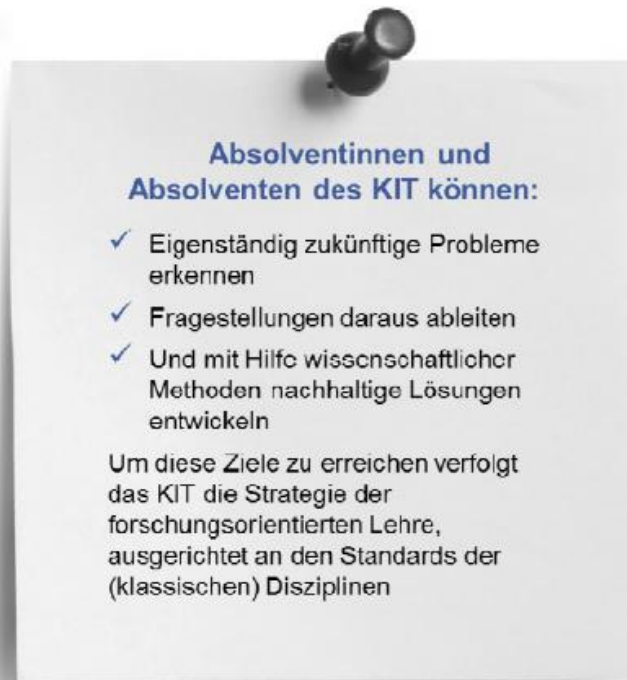 Absolventinnen und
Absolventen des KIT können:
✓ Eigenständig zukünftige Probleme
erkennen
✓ Fragestellungen daraus ableiten
✓ Und mit Hilfe wissenschaftlicher
Methoden nachhaltige Lösungen
entwickeln
Um diese Ziele zu erreichen verfolgt
das KIT die Strategie der
forschungsorientierten Lehre,
ausgerichtet an den Standards der
(klassischen) Disziplinen